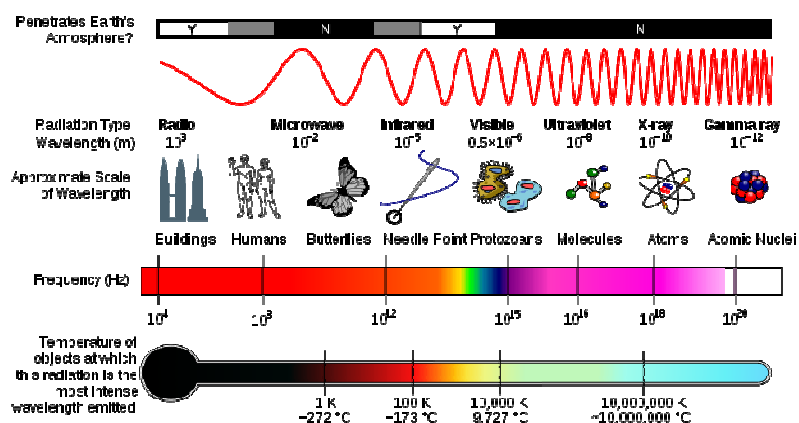 Penetrates Earth's
Atmosphere?
Y N Y N
Radiation Type
Radio Microwave Infrared Visible Ultraviolet X-ray Gamma ray
Wavelength (m)
10³ 10⁻² 10⁻⁵ 0.5×10⁻⁶ 10⁻⁸ 10⁻¹⁰ 10⁻¹²
Approximate Scale
of Wavelength
Buildings Humans Butterflies Needle Point Protozoans Molecules Atoms Atomic Nuclei
Frequency (Hz)
10⁴ 10⁸ 10¹² 10¹⁵ 10¹⁶ 10¹⁸ 10²⁰
Temperature of
objects at which
this radiation is the
most intense
wavelength emitted
1 K 100 K 10,000 K 10,000,000 K
−272 °C −173 °C 9,727 °C ~10,000,000 °C